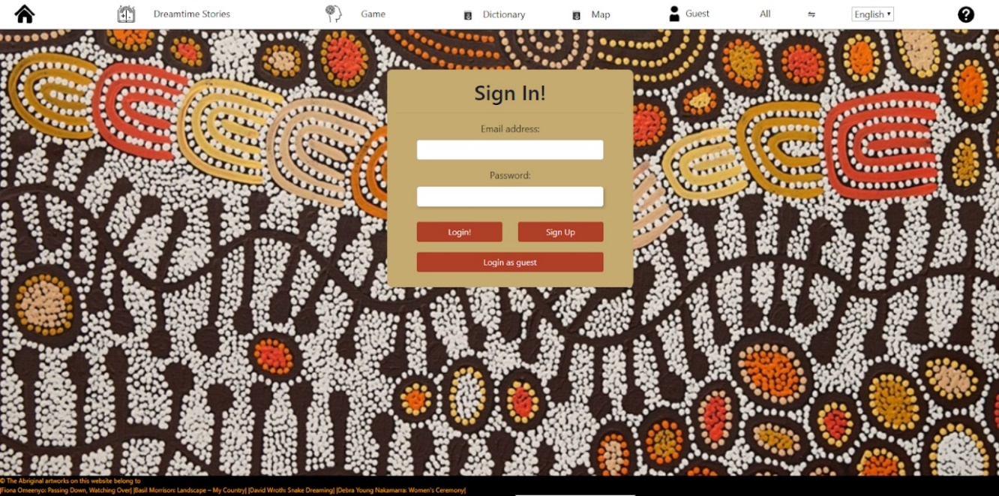 Dreamtime Stories Game Dictionary Map Guest All ⇋ English ?
Sign In!
Email address:
Password:
Login! Sign Up
Login as guest
© The Abriginal artworks on this website belong to
|Fiona Omeenyo: Passing Down, Watching Over| |Basil Morrison: Landscape – My Country| |David Wroth: Snake Dreaming| |Debra Young Nakamarra: Women's Ceremony|